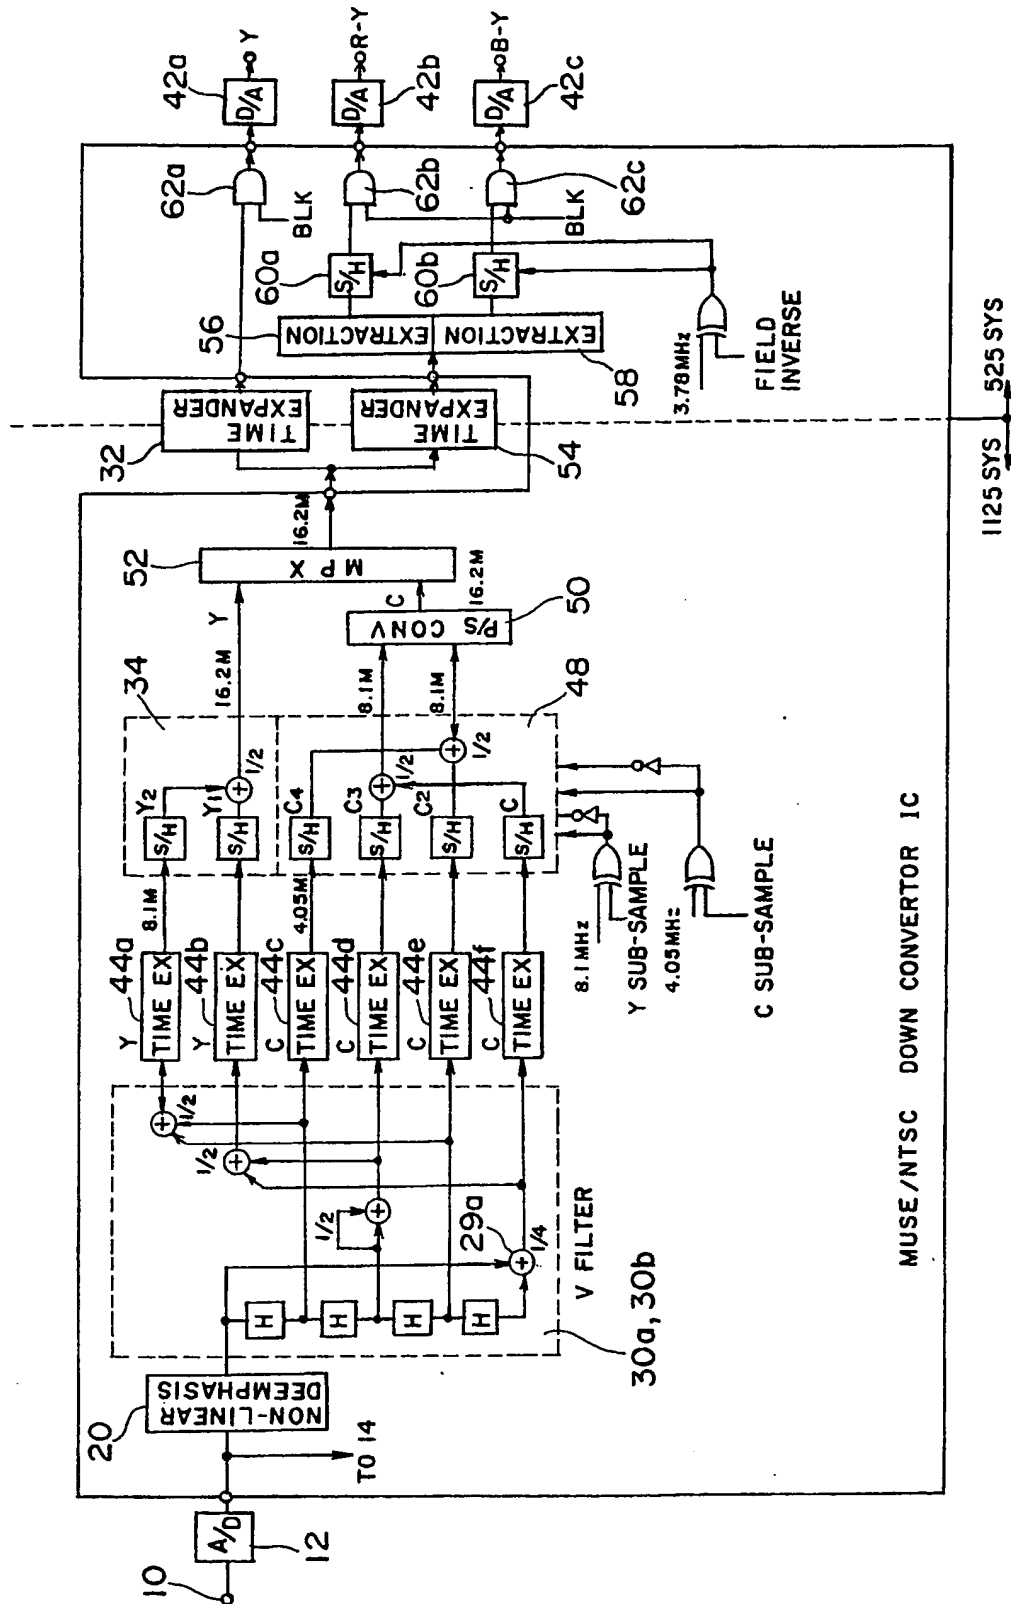 10
A/D
12
TO 14
20
NON-LINEAR
DEEMPHASIS
H
H
H
H
1/2
29a
1/4
1/2
1/2
V FILTER
30a, 30b
Y
44a
TIME EX
8.1M
Y
44b
TIME EX
C
44c
TIME EX
4.05M
C
44d
TIME EX
C
44e
TIME EX
C
44f
TIME EX
34
S/H
Y2
S/H
Y1
1/2
16.2M
Y
S/H
C4
S/H
C3
1/2
8.1M
S/H
C2
1/2
8.1M
S/H
C
48
8.1MHz
Y SUB-SAMPLE
4.05MH=
C SUB-SAMPLE
P/S
CONV
50
C
16.2M
52
MPX
16.2M
32
TIME
EXPANDER
TIME
EXPANDER
54
56
EXTRACTION
EXTRACTION
58
60a
S/H
60b
S/H
3.78MHz
FIELD
INVERSE
62a
BLK
62b
62c
BLK
42a
D/A
Y
42b
D/A
R-Y
42c
D/A
B-Y
MUSE/NTSC DOWN CONVERTOR IC
1125 SYS
525 SYS